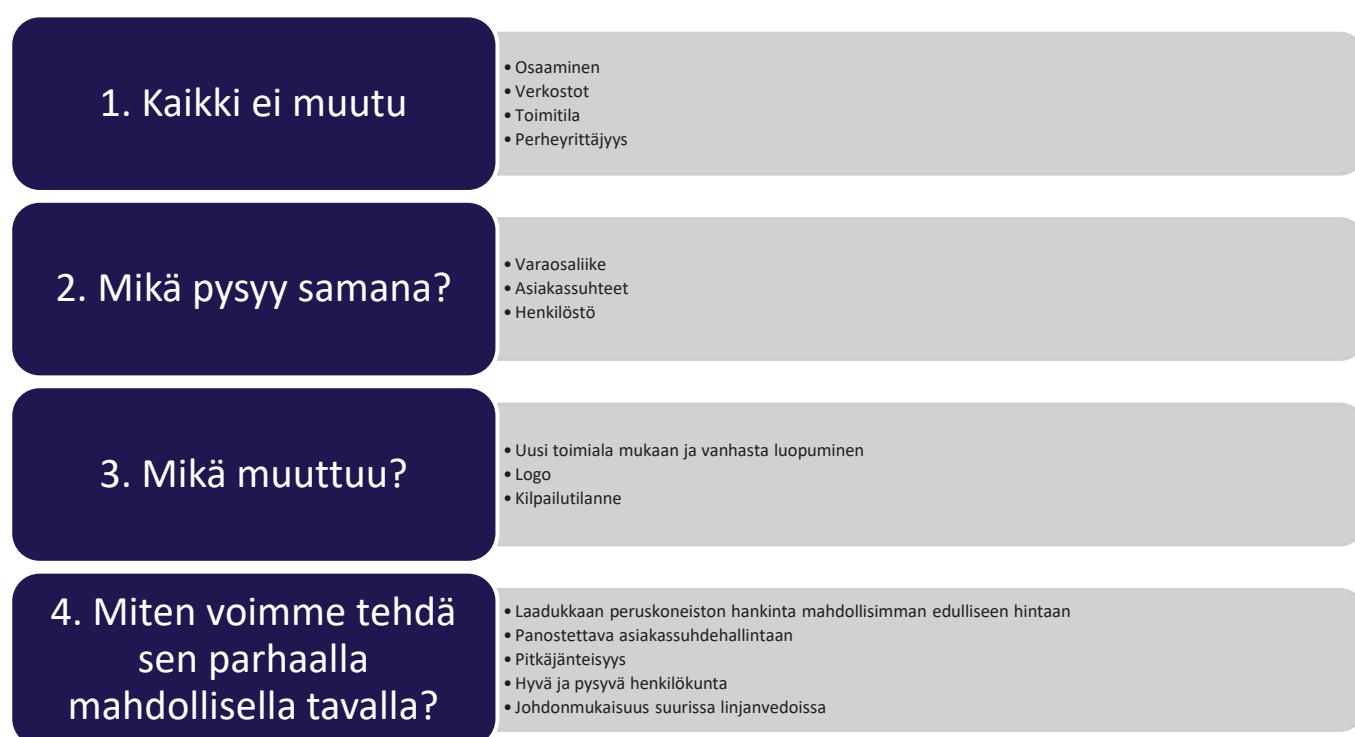 1. Kaikki ei muutu
• Osaaminen
• Verkostot
• Toimitila
• Perheyrittäjyys
2. Mikä pysyy samana?
• Varaosaliike
• Asiakassuhteet
• Henkilöstö
3. Mikä muuttuu?
• Uusi toimiala mukaan ja vanhasta luopuminen
• Logo
• Kilpailutilanne
4. Miten voimme tehdä
sen parhaalla
mahdollisella tavalla?
• Laadukkaan peruskoneiston hankinta mahdollisimman edulliseen hintaan
• Panostettava asiakassuhdehallintaan
• Pitkäjänteisyys
• Hyvä ja pysyvä henkilökunta
• Johdonmukaisuus suurissa linjanvedoissa